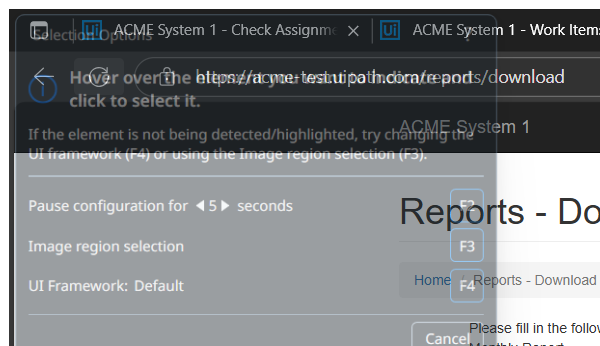 ACME System 1 - Check Assignme
ACME System 1 - Work Items
Selection Options
https://acme-test.uipath.com/reports/download
Hover over the element you want to indicate and
click to select it.
ACME System 1
If the element is not being detected/highlighted, try changing the
UI framework (F4) or using the Image region selection (F3).
Pause configuration for 5 seconds
F2
Reports - Do
Image region selection
F3
Home / Reports - Download
UI Framework: Default
F4
Please fill in the follow
Cancel
Monthly Report